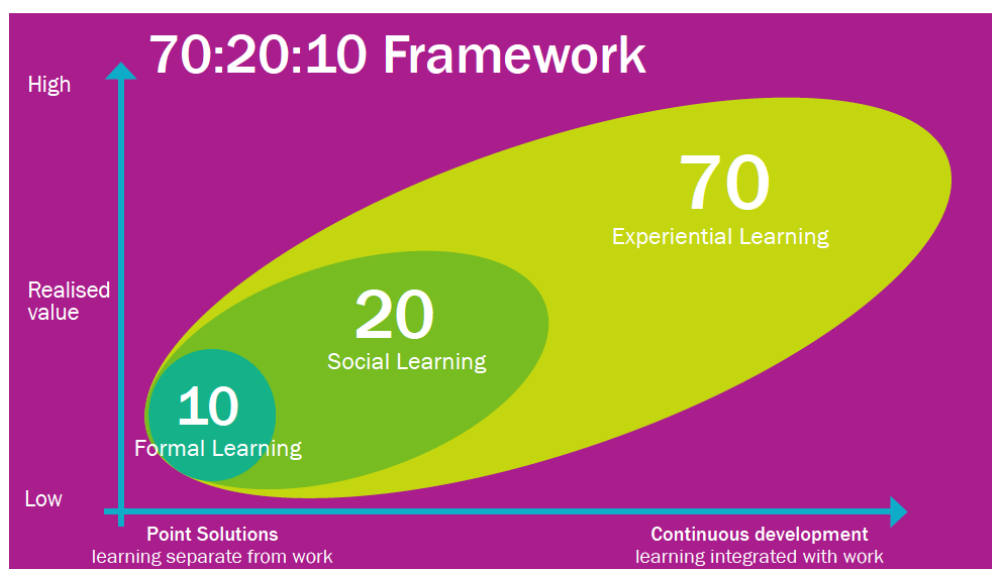 70:20:10 Framework
High
70
Experiential Learning
Realised
value
20
Social Learning
10
Formal Learning
Low
Point Solutions
learning separate from work
Continuous development
learning integrated with work